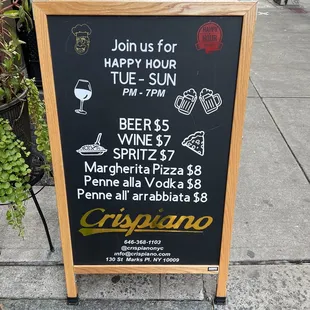 Join us for
HAPPY HOUR
TUE - SUN
PM - 7PM
BEER $5
WINE $7
SPRITZ $7
Margherita Pizza $8
Penne alla Vodka $8
Penne all' arrabbiata $8
Crispiano
646-368-1103
@crispianonyc
info@crispiano.com
130 St Marks Pl, NY 10009